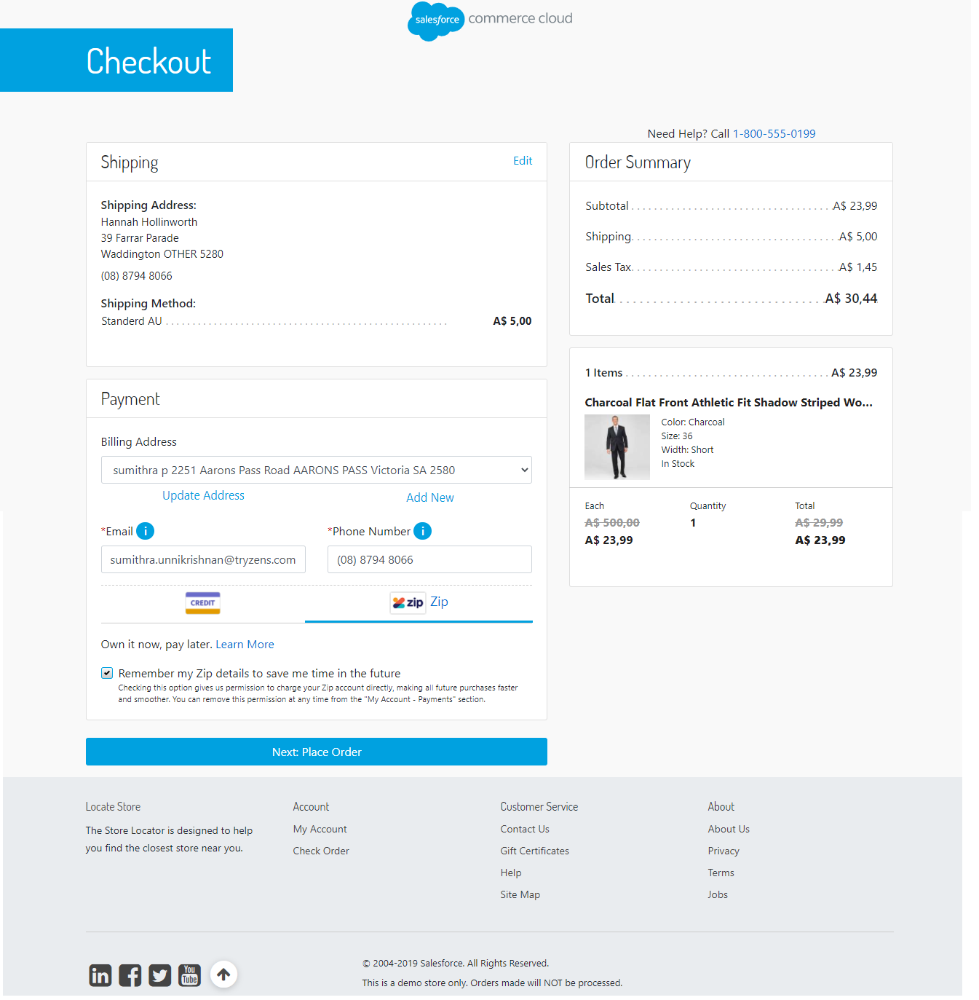 salesforce commerce cloud
Checkout
Need Help? Call 1-800-555-0199
Shipping
Edit
Shipping Address:
Hannah Hollinworth
39 Farrar Parade
Waddington OTHER 5280
(08) 8794 8066
Shipping Method:
Standerd AU A$ 5,00
Payment
Billing Address
sumithra p 2251 Aarons Pass Road AARONS PASS Victoria SA 2580
Update Address
Add New
*Email i
*Phone Number i
sumithra.unnikrishnan@tryzens.com
(08) 8794 8066
CREDIT
zip Zip
Own it now, pay later. Learn More
Remember my Zip details to save me time in the future
Checking this option gives us permission to charge your Zip account directly, making all future purchases faster
and smoother. You can remove this permission at any time from the "My Account - Payments" section.
Next: Place Order
Order Summary
Subtotal A$ 23,99
Shipping A$ 5,00
Sales Tax A$ 1,45
Total A$ 30,44
1 Items A$ 23,99
Charcoal Flat Front Athletic Fit Shadow Striped Wo...
Color: Charcoal
Size: 36
Width: Short
In Stock
Each Quantity Total
A$ 500,00 1 A$ 29,99
A$ 23,99 A$ 23,99
Locate Store
The Store Locator is designed to help
you find the closest store near you.
Account
My Account
Check Order
Customer Service
Contact Us
Gift Certificates
Help
Site Map
About
About Us
Privacy
Terms
Jobs
in
f
You
Tube
© 2004-2019 Salesforce. All Rights Reserved.
This is a demo store only. Orders made will NOT be processed.